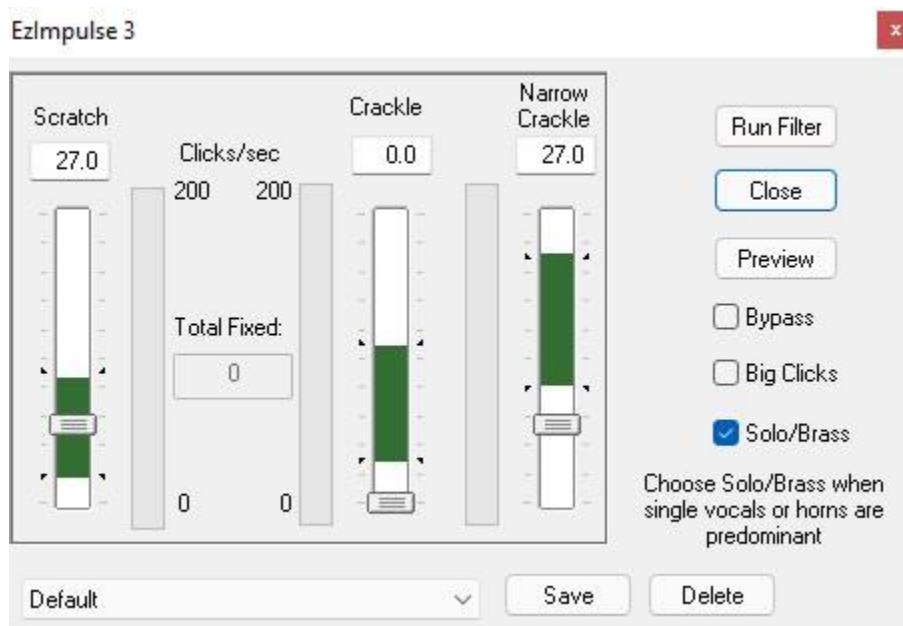 EzImpulse 3
x
Scratch
27.0
Clicks/sec
200 200
Total Fixed:
0
0 0
Crackle
0.0
Narrow
Crackle
27.0
Run Filter
Close
Preview
Bypass
Big Clicks
Solo/Brass
Choose Solo/Brass when
single vocals or horns are
predominant
Default
Save
Delete